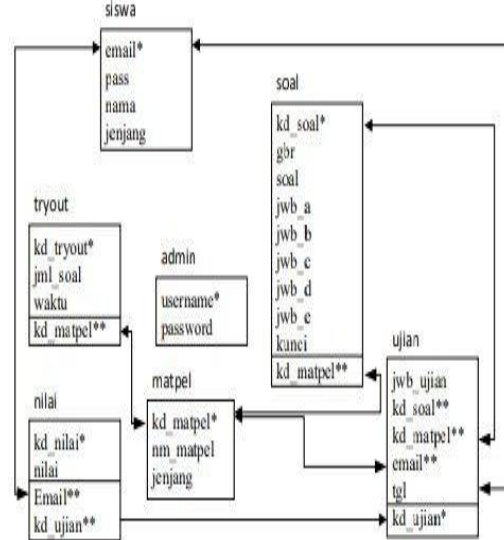 siswa
email*
pass
nama
jenjang
soal
kd_soal*
gbr
soal
jwb_a
jwb_b
jwb_c
jwb_d
jwb_e
kunci
kd_matpel**
tryout
kd_tryout*
jml_soal
waktu
kd_matpel**
admin
username*
password
matpel
kd_matpel*
nm_matpel
jenjang
nilai
kd_nilai*
nilai
Email**
kd_ujian**
ujian
jwb_ujian
kd_soal**
kd_matpel**
email**
tgl
kd_ujian*